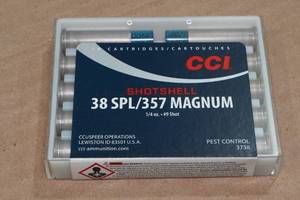 CARTRIDGES/CARTOUCHES
CCI
SHOTSHELL
38 SPL/357 MAGNUM
1/4 oz. • #9 Shot
CCI/SPEER OPERATIONS
LEWISTON ID 83501 U.S.A.
cci-ammunition.com
PEST CONTROL
3738